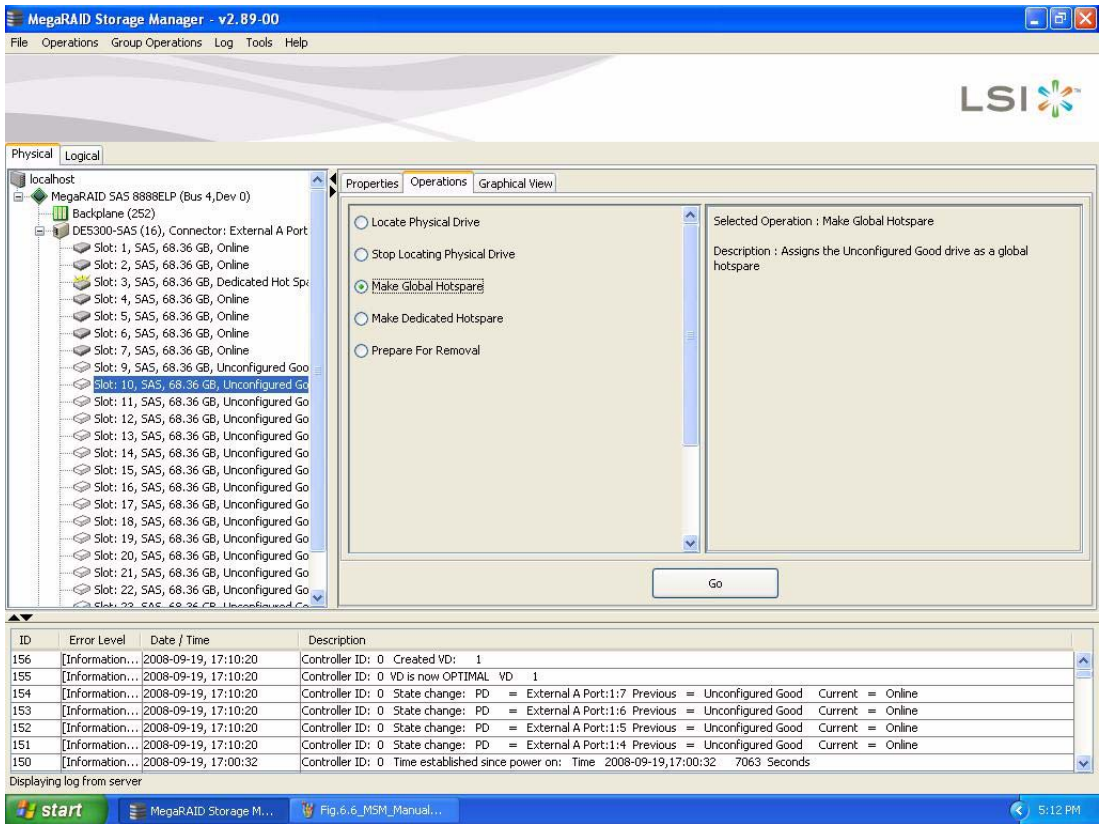 MegaRAID Storage Manager - v2.89-00
File Operations Group Operations Log Tools Help
LSI
Physical Logical
localhost
MegaRAID SAS 8888ELP (Bus 4,Dev 0)
Backplane (252)
DE5300-SAS (16), Connector: External A Port
Slot: 1, SAS, 68.36 GB, Online
Slot: 2, SAS, 68.36 GB, Online
Slot: 3, SAS, 68.36 GB, Dedicated Hot Spa
Slot: 4, SAS, 68.36 GB, Online
Slot: 5, SAS, 68.36 GB, Online
Slot: 6, SAS, 68.36 GB, Online
Slot: 7, SAS, 68.36 GB, Online
Slot: 9, SAS, 68.36 GB, Unconfigured Goo
Slot: 10, SAS, 68.36 GB, Unconfigured Go
Slot: 11, SAS, 68.36 GB, Unconfigured Go
Slot: 12, SAS, 68.36 GB, Unconfigured Go
Slot: 13, SAS, 68.36 GB, Unconfigured Go
Slot: 14, SAS, 68.36 GB, Unconfigured Go
Slot: 15, SAS, 68.36 GB, Unconfigured Go
Slot: 16, SAS, 68.36 GB, Unconfigured Go
Slot: 17, SAS, 68.36 GB, Unconfigured Go
Slot: 18, SAS, 68.36 GB, Unconfigured Go
Slot: 19, SAS, 68.36 GB, Unconfigured Go
Slot: 20, SAS, 68.36 GB, Unconfigured Go
Slot: 21, SAS, 68.36 GB, Unconfigured Go
Slot: 22, SAS, 68.36 GB, Unconfigured Go
Slot: 23, SAS, 68.36 GB, Unconfigured Go
Properties Operations Graphical View
Locate Physical Drive
Stop Locating Physical Drive
Make Global Hotspare
Make Dedicated Hotspare
Prepare For Removal
Selected Operation : Make Global Hotspare
Description : Assigns the Unconfigured Good drive as a global
hotspare
Go
ID Error Level Date / Time Description
156 [Information... 2008-09-19, 17:10:20 Controller ID: 0 Created VD: 1
155 [Information... 2008-09-19, 17:10:20 Controller ID: 0 VD is now OPTIMAL VD 1
154 [Information... 2008-09-19, 17:10:20 Controller ID: 0 State change: PD = External A Port:1:7 Previous = Unconfigured Good Current = Online
153 [Information... 2008-09-19, 17:10:20 Controller ID: 0 State change: PD = External A Port:1:6 Previous = Unconfigured Good Current = Online
152 [Information... 2008-09-19, 17:10:20 Controller ID: 0 State change: PD = External A Port:1:5 Previous = Unconfigured Good Current = Online
151 [Information... 2008-09-19, 17:10:20 Controller ID: 0 State change: PD = External A Port:1:4 Previous = Unconfigured Good Current = Online
150 [Information... 2008-09-19, 17:00:32 Controller ID: 0 Time established since power on: Time 2008-09-19,17:00:32 7063 Seconds
Displaying log from server
start MegaRAID Storage M... Fig.6.6_MSM_Manual... 5:12 PM